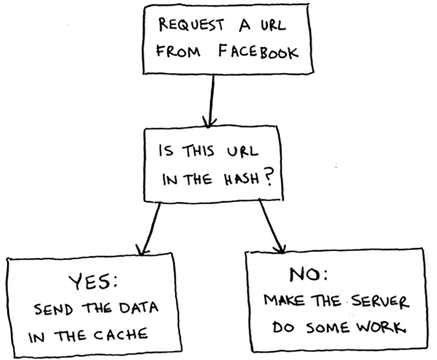 REQUEST A URL
FROM FACEBOOK
IS THIS URL
IN THE HASH?
YES:
SEND THE DATA
IN THE CACHE
NO:
MAKE THE SERVER
DO SOME WORK